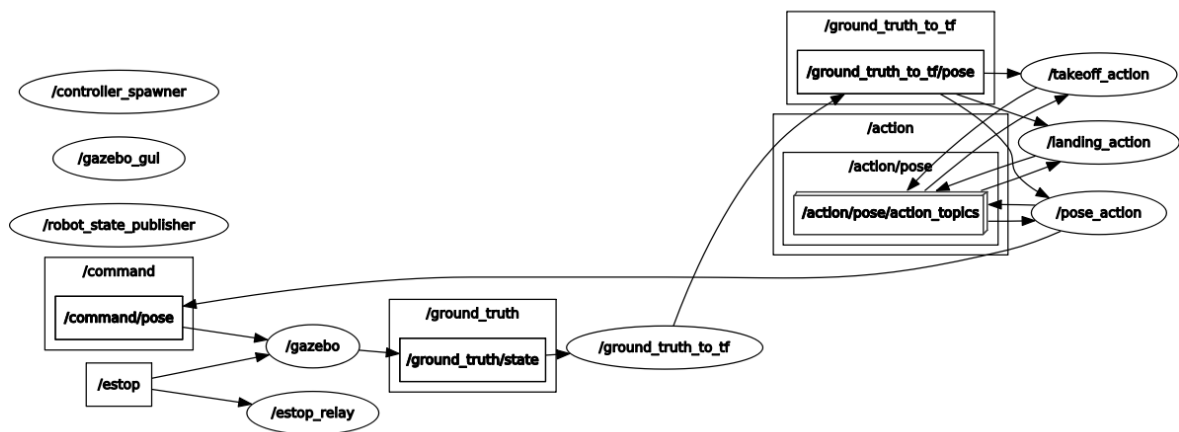 /controller_spawner
/gazebo_gui
/robot_state_publisher
/command
/command/pose
/estop
/gazebo
/estop_relay
/ground_truth
/ground_truth/state
/ground_truth_to_tf
/ground_truth_to_tf
/ground_truth_to_tf/pose
/action
/action/pose
/action/pose/action_topics
/takeoff_action
/landing_action
/pose_action